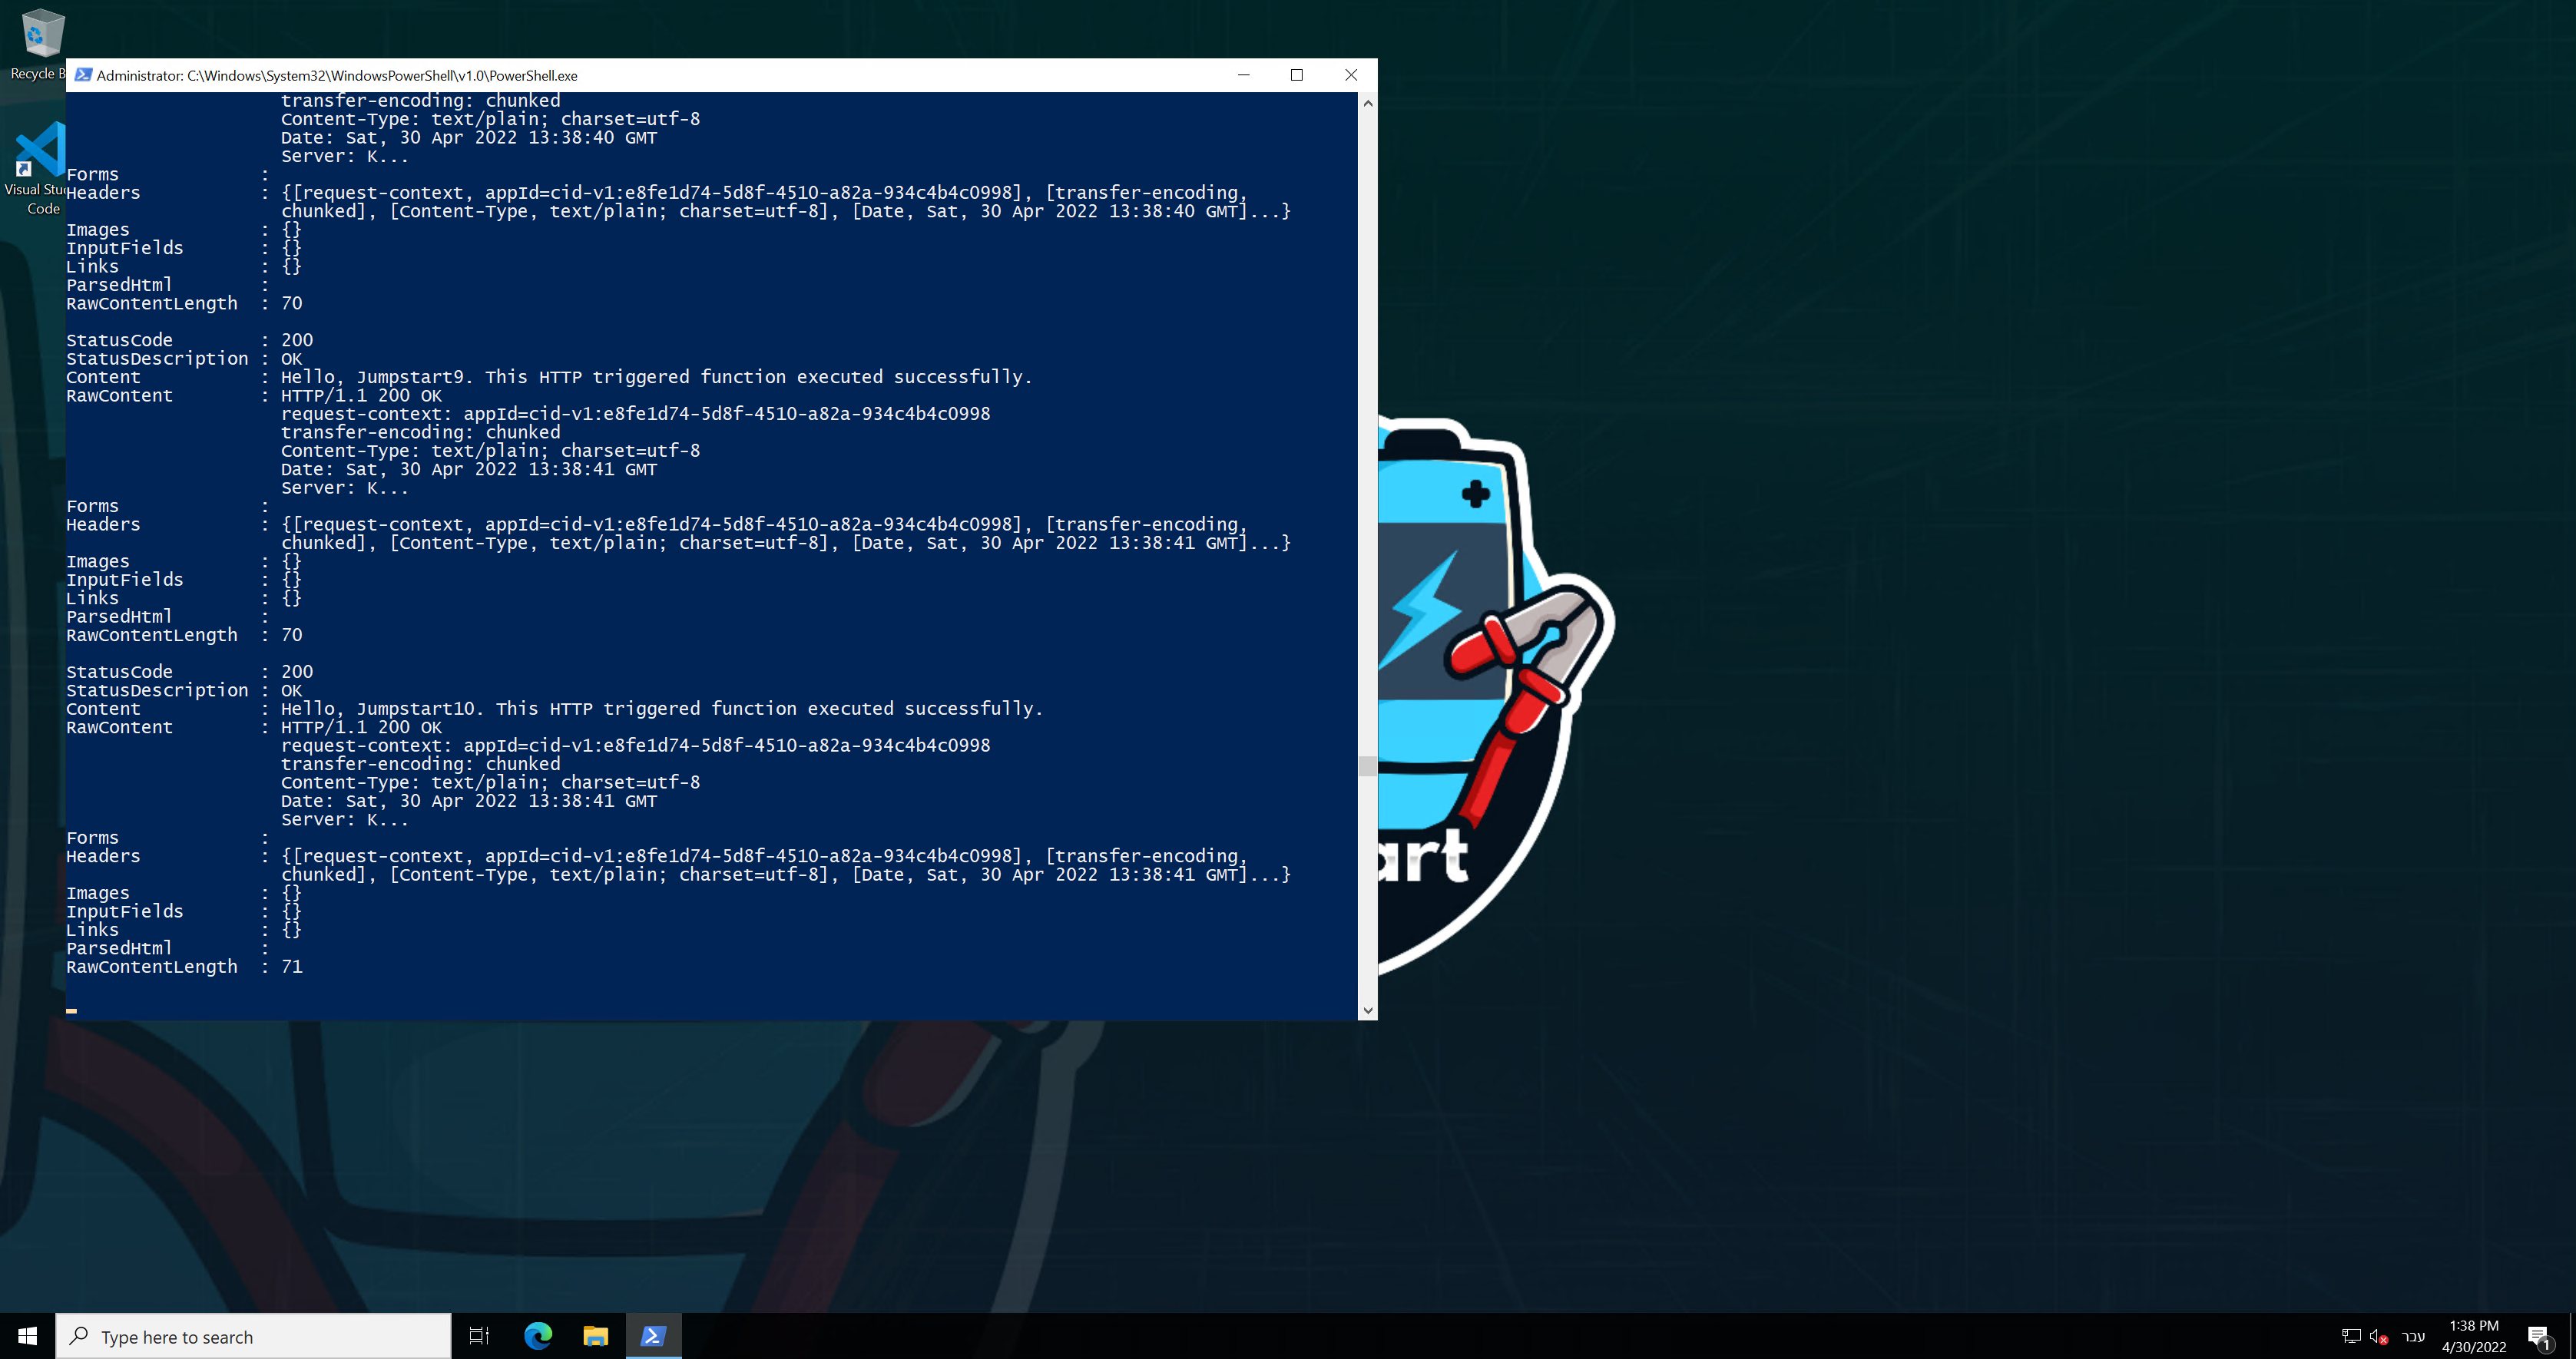 Recycle B
Administrator: C:\Windows\System32\WindowsPowerShell\v1.0\PowerShell.exe
Visual Stu
Code
transfer-encoding: chunked
Content-Type: text/plain; charset=utf-8
Date: Sat, 30 Apr 2022 13:38:40 GMT
Server: K...
Forms :
Headers : {[request-context, appId=cid-v1:e8fe1d74-5d8f-4510-a82a-934c4b4c0998], [transfer-encoding,
chunked], [Content-Type, text/plain; charset=utf-8], [Date, Sat, 30 Apr 2022 13:38:40 GMT]...}
Images : {}
InputFields : {}
Links : {}
ParsedHtml :
RawContentLength : 70
StatusCode : 200
StatusDescription : OK
Content : Hello, Jumpstart9. This HTTP triggered function executed successfully.
RawContent : HTTP/1.1 200 OK
request-context: appId=cid-v1:e8fe1d74-5d8f-4510-a82a-934c4b4c0998
transfer-encoding: chunked
Content-Type: text/plain; charset=utf-8
Date: Sat, 30 Apr 2022 13:38:41 GMT
Server: K...
Forms :
Headers : {[request-context, appId=cid-v1:e8fe1d74-5d8f-4510-a82a-934c4b4c0998], [transfer-encoding,
chunked], [Content-Type, text/plain; charset=utf-8], [Date, Sat, 30 Apr 2022 13:38:41 GMT]...}
Images : {}
InputFields : {}
Links : {}
ParsedHtml :
RawContentLength : 70
StatusCode : 200
StatusDescription : OK
Content : Hello, Jumpstart10. This HTTP triggered function executed successfully.
RawContent : HTTP/1.1 200 OK
request-context: appId=cid-v1:e8fe1d74-5d8f-4510-a82a-934c4b4c0998
transfer-encoding: chunked
Content-Type: text/plain; charset=utf-8
Date: Sat, 30 Apr 2022 13:38:41 GMT
Server: K...
Forms :
Headers : {[request-context, appId=cid-v1:e8fe1d74-5d8f-4510-a82a-934c4b4c0998], [transfer-encoding,
chunked], [Content-Type, text/plain; charset=utf-8], [Date, Sat, 30 Apr 2022 13:38:41 GMT]...}
Images : {}
InputFields : {}
Links : {}
ParsedHtml :
RawContentLength : 71
art
Type here to search
עבר
1:38 PM
4/30/2022
1